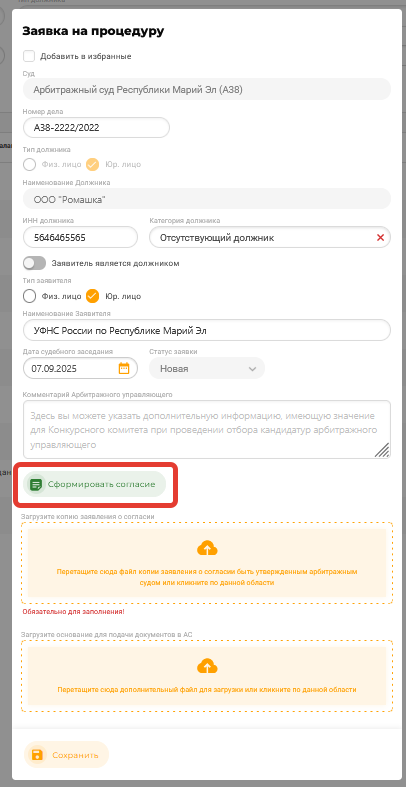 Заявка на процедуру
Добавить в избранные
Суд
Арбитражный суд Республики Марий Эл (А38)
Номер дела
А38-2222/2022
Тип должника
Физ. лицо Юр. лицо
Наименование Должника
ООО "Ромашка"
ИНН должника Категория должника
5646465565 Отсутствующий должник
Заявитель является должником
Тип заявителя
Физ. лицо Юр. лицо
Наименование Заявителя
УФНС России по Республике Марий Эл
Дата судебного заседания Статус заявки
07.09.2025 Новая
Комментарий Арбитражного управляющего
Здесь вы можете указать дополнительную информацию, имеющую значение
для Конкурсного комитета при проведении отбора кандидатур арбитражного
управляющего
Сформировать согласие
Загрузите копию заявления о согласии
Перетащите сюда файл копии заявления о согласии быть утвержденным арбитражным
судом или кликните по данной области
Обязательно для заполнения!
Загрузите основание для подачи документов в АС
Перетащите сюда дополнительный файл для загрузки или кликните по данной области
Сохранить